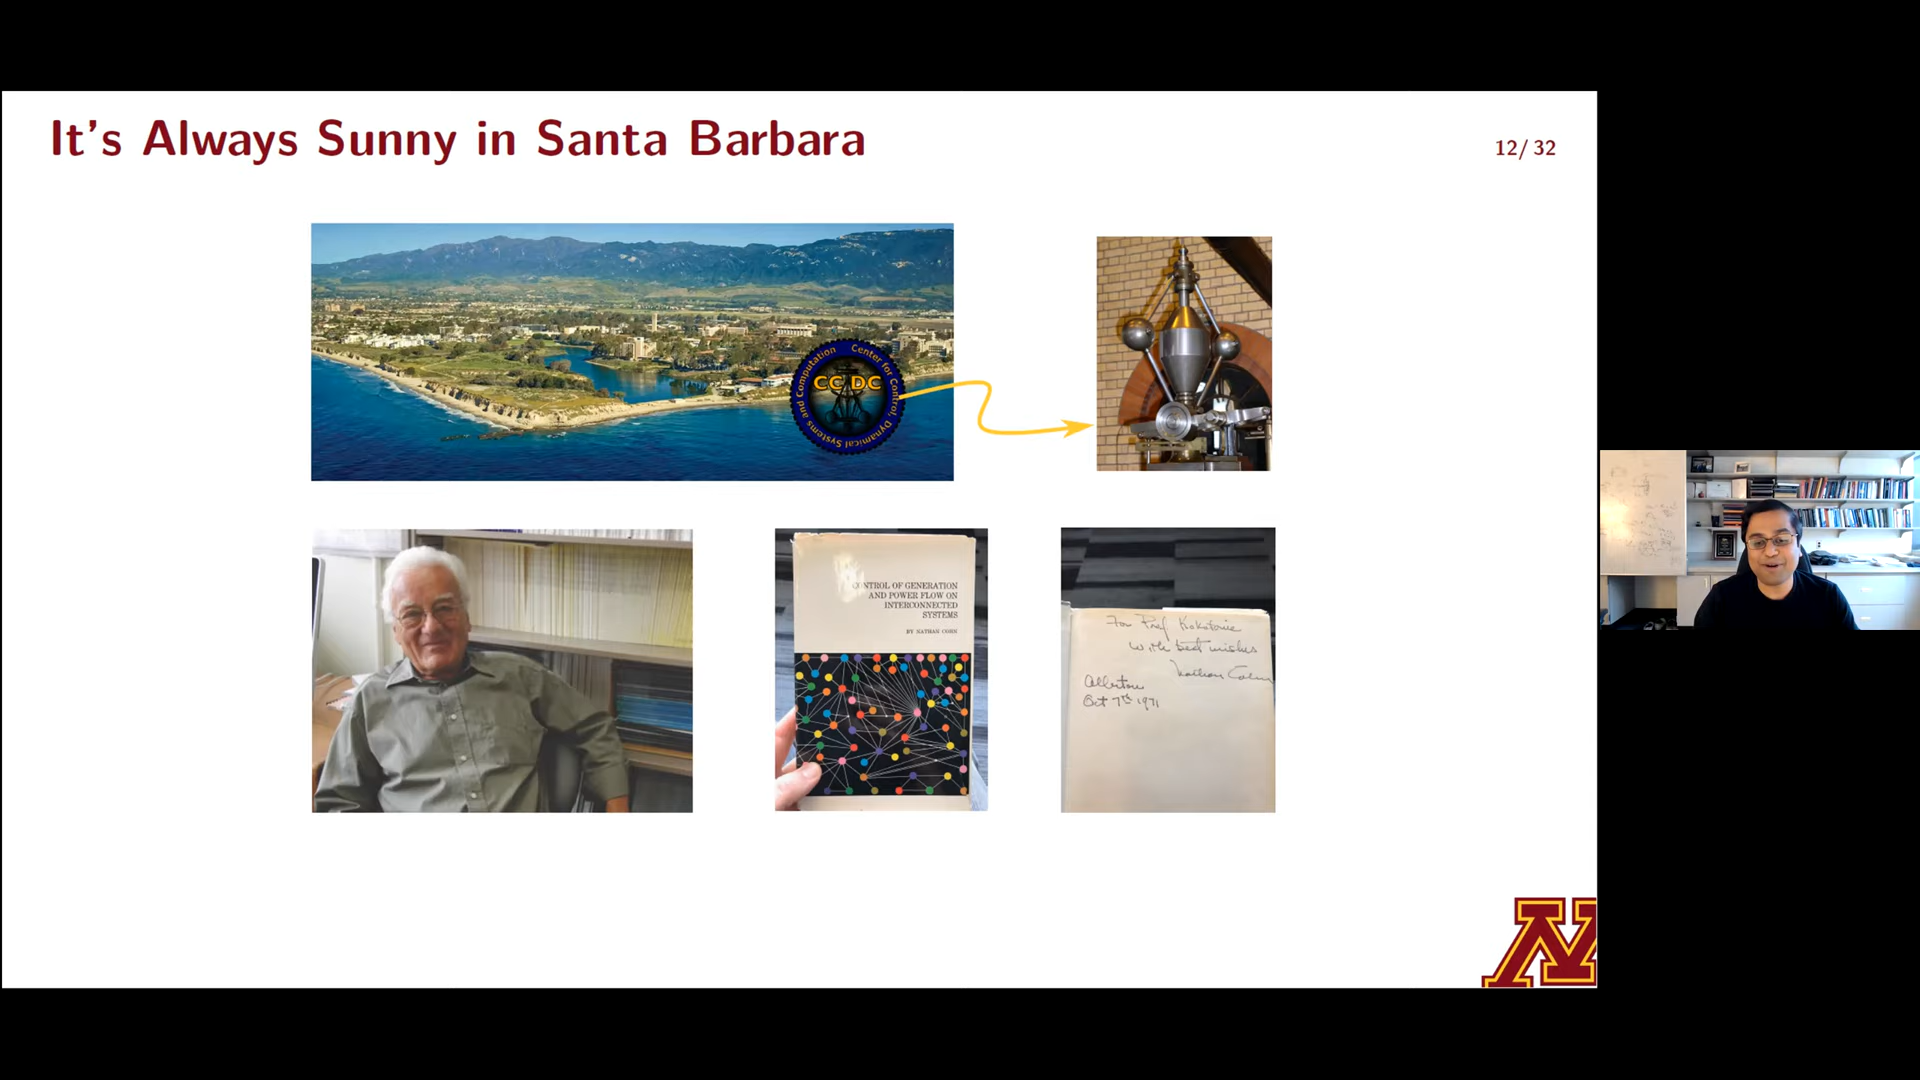 It's Always Sunny in Santa Barbara
12/ 32
Center for Control, Dynamical Systems and Computation
CCDC
CONTROL OF GENERATION
AND POWER FLOW ON
INTERCONNECTED
SYSTEMS
BY NATHAN COHN
For Prof. Kokotovic
With best wishes
Nathan Cohn
Allerton
Oct 7th 1971